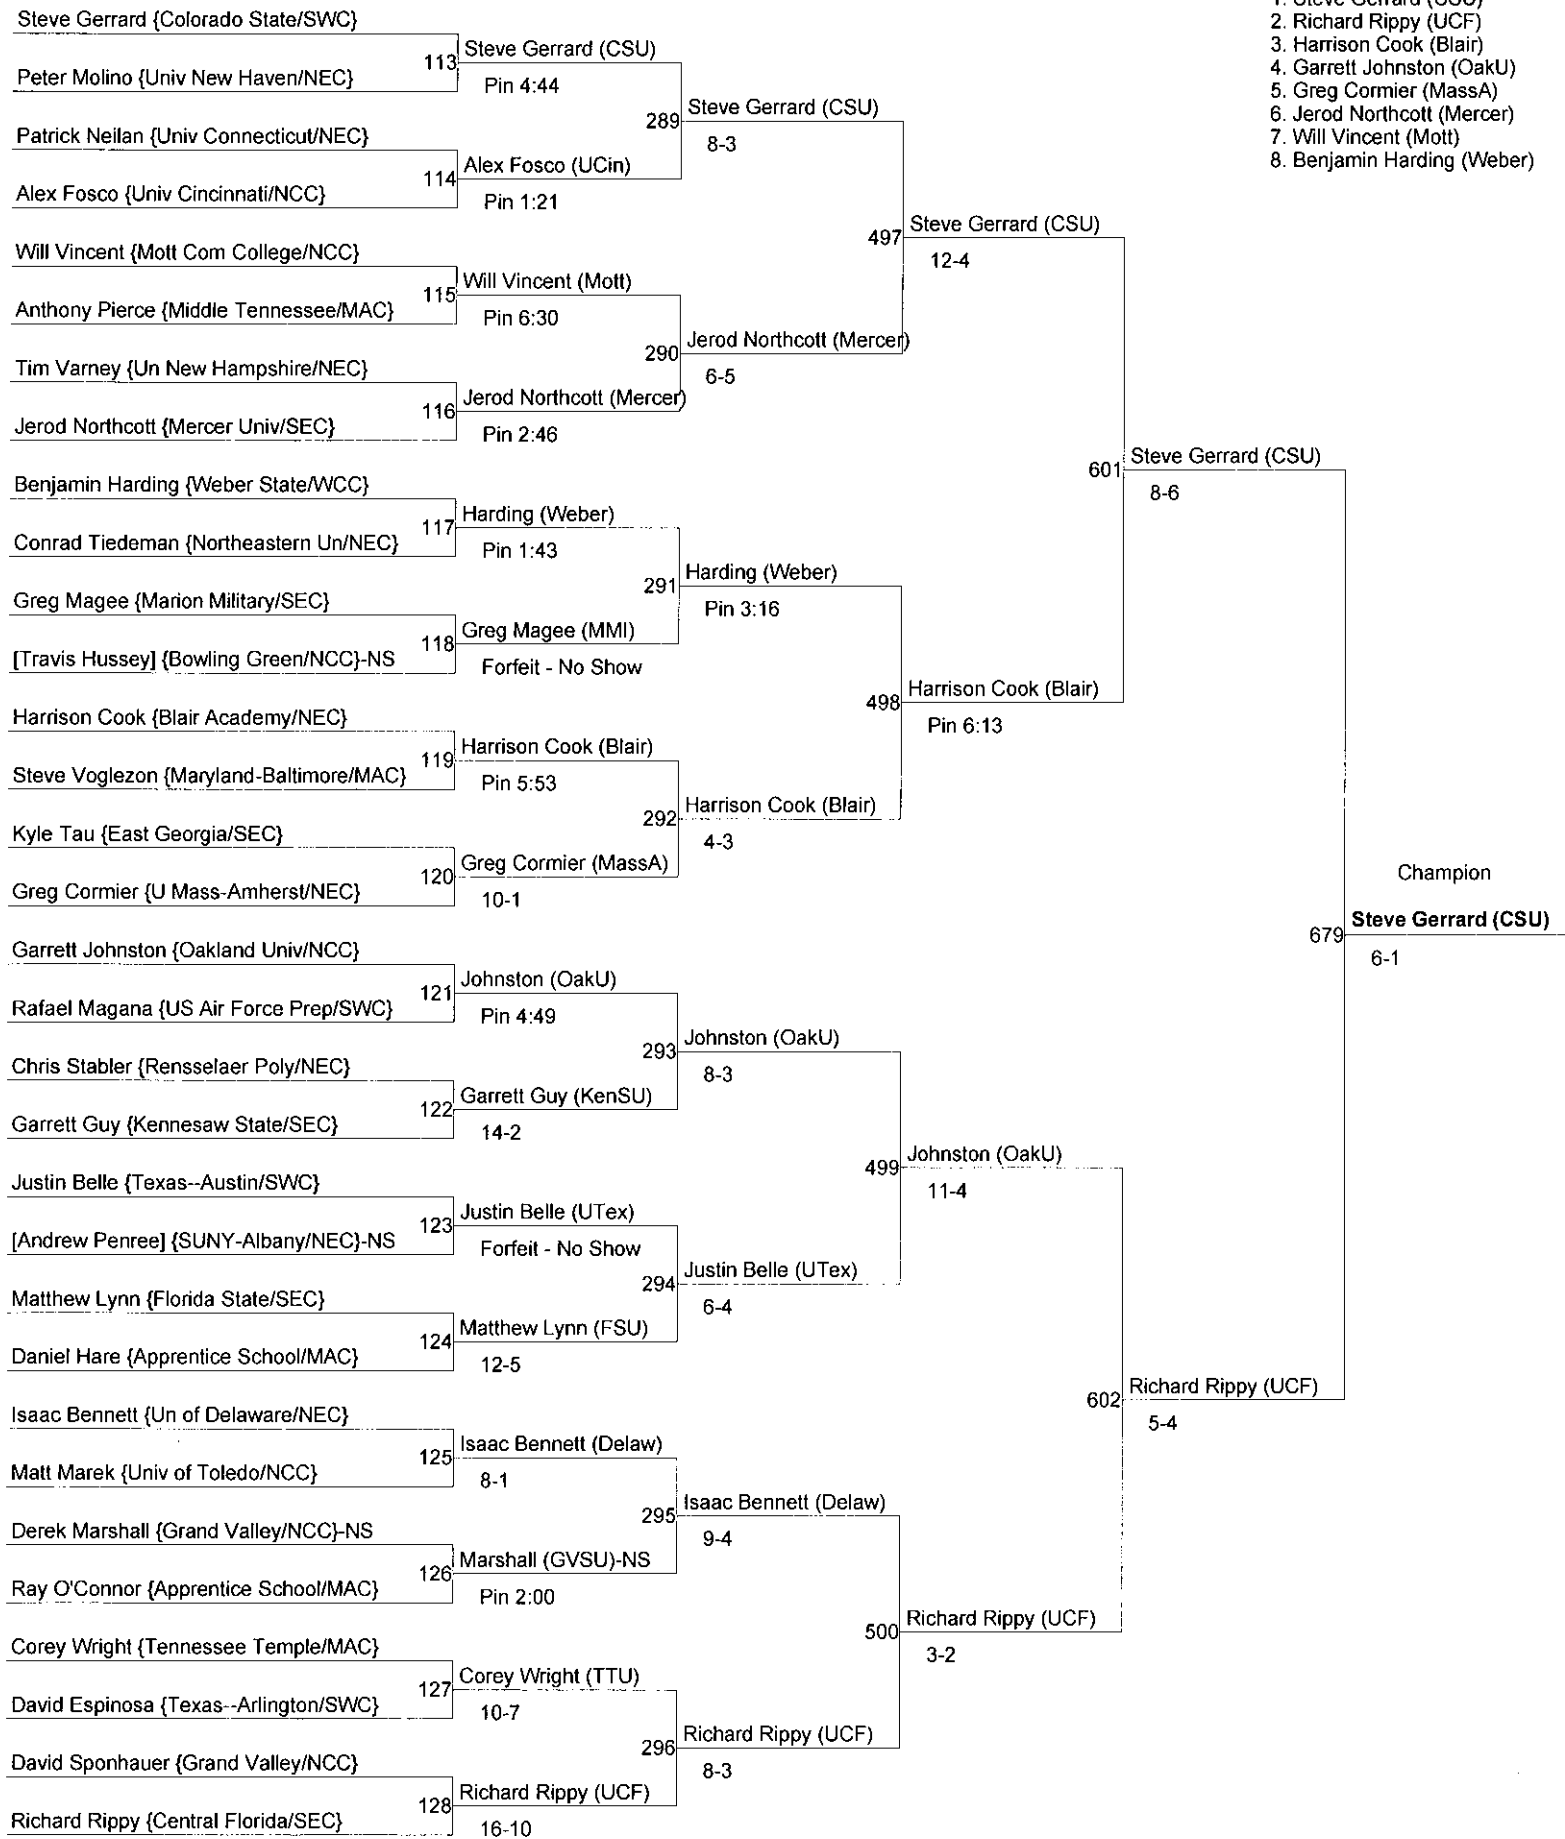 1. Steve Gerrard (CSU)
2. Richard Rippy (UCF)
3. Harrison Cook (Blair)
4. Garrett Johnston (OakU)
5. Greg Cormier (MassA)
6. Jerod Northcott (Mercer)
7. Will Vincent (Mott)
8. Benjamin Harding (Weber)
Steve Gerrard {Colorado State/SWC}
Peter Molino {Univ New Haven/NEC}
Patrick Neilan {Univ Connecticut/NEC}
Alex Fosco {Univ Cincinnati/NCC}
Will Vincent {Mott Com College/NCC}
Anthony Pierce {Middle Tennessee/MAC}
Tim Varney {Un New Hampshire/NEC}
Jerod Northcott {Mercer Univ/SEC}
Benjamin Harding {Weber State/WCC}
Conrad Tiedeman {Northeastern Un/NEC}
Greg Magee {Marion Military/SEC}
[Travis Hussey] {Bowling Green/NCC}-NS
Harrison Cook {Blair Academy/NEC}
Steve Voglezon {Maryland-Baltimore/MAC}
Kyle Tau {East Georgia/SEC}
Greg Cormier {U Mass-Amherst/NEC}
Garrett Johnston {Oakland Univ/NCC}
Rafael Magana {US Air Force Prep/SWC}
Chris Stabler {Rensselaer Poly/NEC}
Garrett Guy {Kennesaw State/SEC}
Justin Belle {Texas--Austin/SWC}
[Andrew Penree] {SUNY-Albany/NEC}-NS
Matthew Lynn {Florida State/SEC}
Daniel Hare {Apprentice School/MAC}
Isaac Bennett {Un of Delaware/NEC}
Matt Marek {Univ of Toledo/NCC}
Derek Marshall {Grand Valley/NCC}-NS
Ray O'Connor {Apprentice School/MAC}
Corey Wright {Tennessee Temple/MAC}
David Espinosa {Texas--Arlington/SWC}
David Sponhauer {Grand Valley/NCC}
Richard Rippy {Central Florida/SEC}
113 Steve Gerrard (CSU)
Pin 4:44
114 Alex Fosco (UCin)
Pin 1:21
115 Will Vincent (Mott)
Pin 6:30
116 Jerod Northcott (Mercer)
Pin 2:46
117 Harding (Weber)
Pin 1:43
118 Greg Magee (MMI)
Forfeit - No Show
119 Harrison Cook (Blair)
Pin 5:53
120 Greg Cormier (MassA)
10-1
121 Johnston (OakU)
Pin 4:49
122 Garrett Guy (KenSU)
14-2
123 Justin Belle (UTex)
Forfeit - No Show
124 Matthew Lynn (FSU)
12-5
125 Isaac Bennett (Delaw)
8-1
126 Marshall (GVSU)-NS
Pin 2:00
127 Corey Wright (TTU)
10-7
128 Richard Rippy (UCF)
16-10
289 Steve Gerrard (CSU)
8-3
290 Jerod Northcott (Mercer)
6-5
291 Harding (Weber)
Pin 3:16
292 Harrison Cook (Blair)
4-3
293 Johnston (OakU)
8-3
294 Justin Belle (UTex)
6-4
295 Isaac Bennett (Delaw)
9-4
296 Richard Rippy (UCF)
8-3
497 Steve Gerrard (CSU)
12-4
498 Harrison Cook (Blair)
Pin 6:13
499 Johnston (OakU)
11-4
500 Richard Rippy (UCF)
3-2
601 Steve Gerrard (CSU)
8-6
602 Richard Rippy (UCF)
5-4
Champion
679 Steve Gerrard (CSU)
6-1